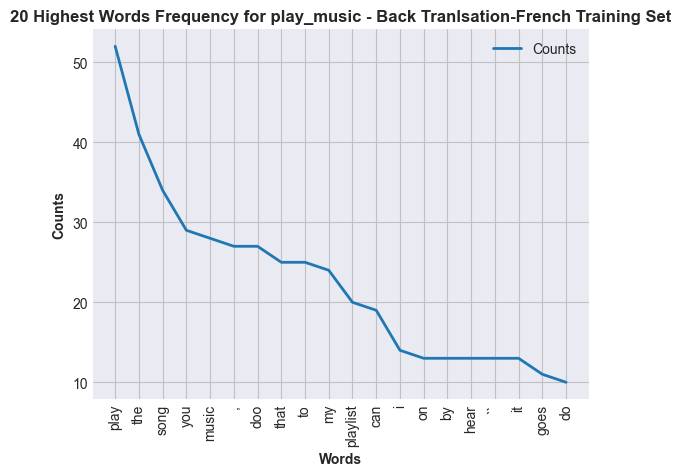 20 Highest Words Frequency for play_music - Back Tranlsation-French Training Set
Counts
50
40
30
20
10
Counts
play
the
song
you
music
,
doo
that
to
my
playlist
can
i
on
by
hear
``
it
goes
do
Words